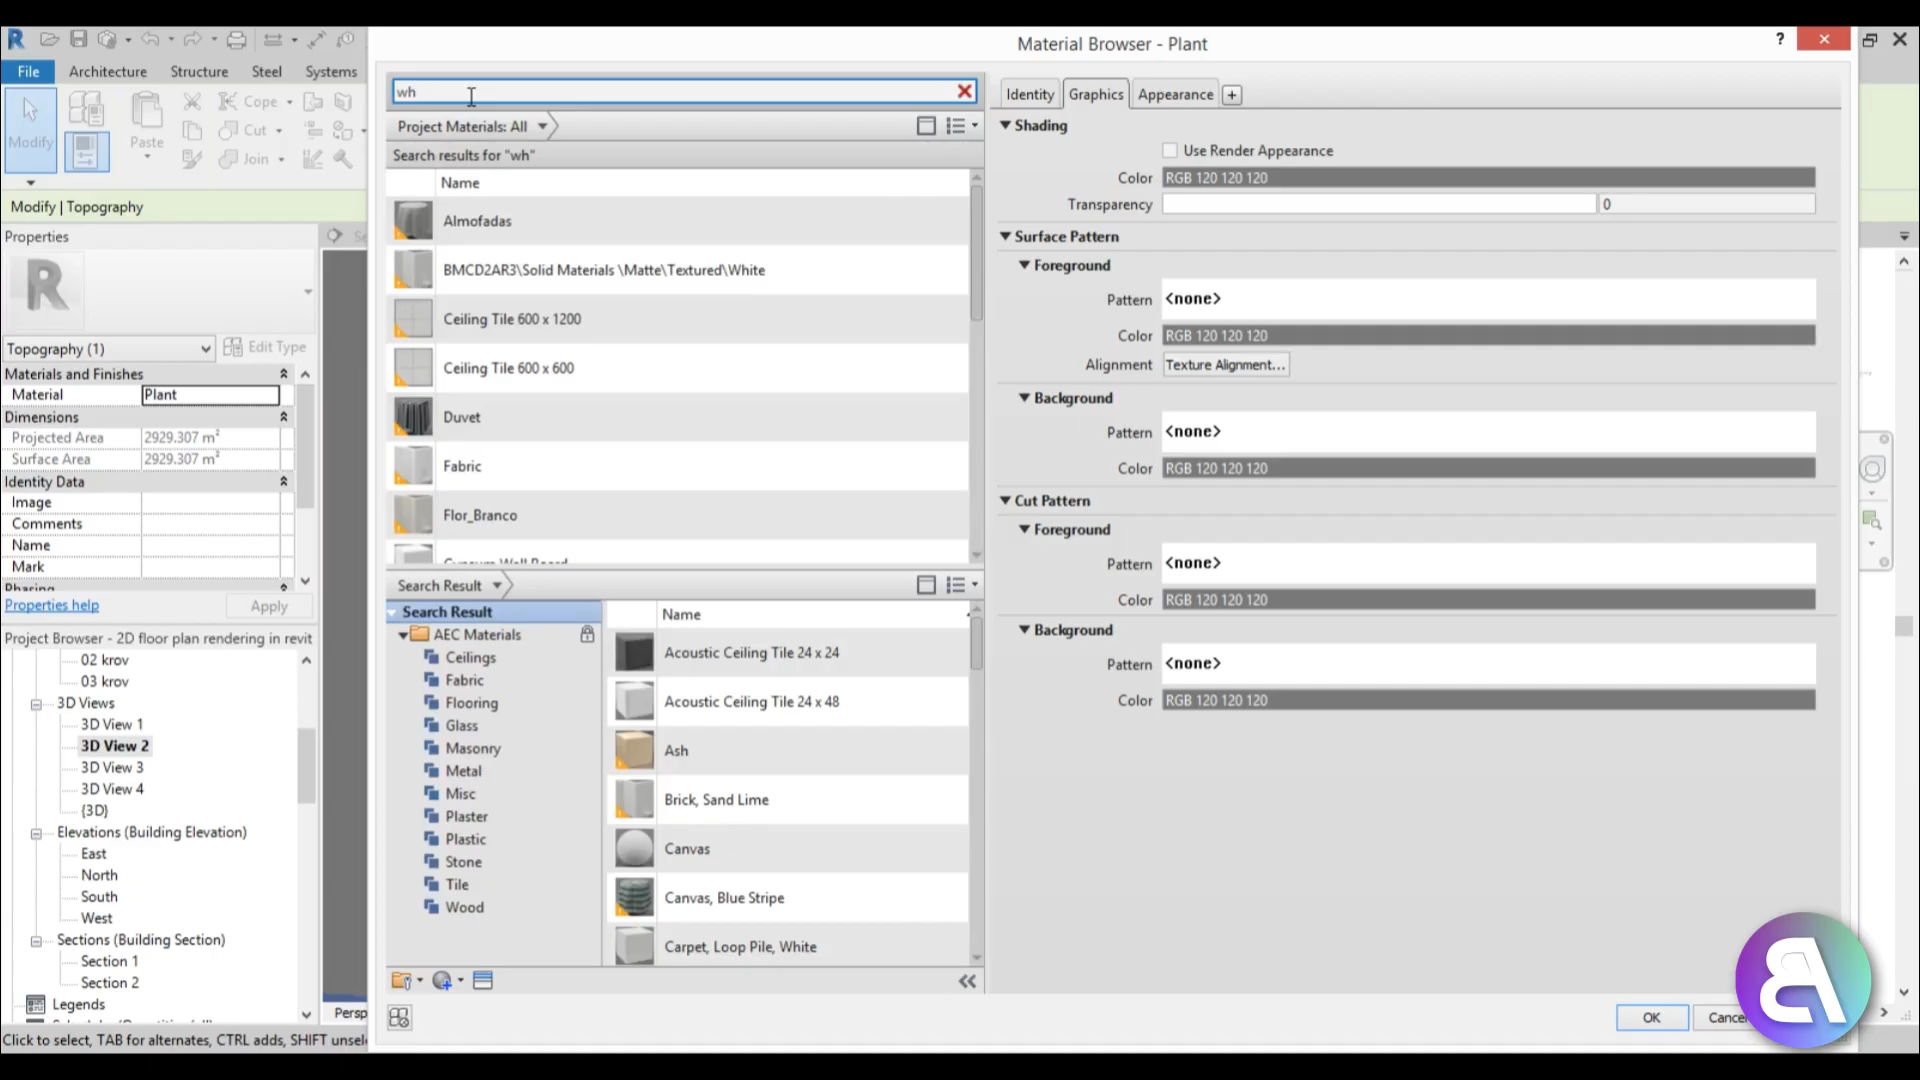 Material Browser - Plant
?
File
Architecture
Structure
Steel
Systems
Modify
Paste
Cope
Cut
Join
Modify | Topography
Properties
Topography (1)
Edit Type
Materials and Finishes
Material Plant
Dimensions
Projected Area 2929.307 m²
Surface Area 2929.307 m²
Identity Data
Image
Comments
Name
Mark
Phasing
Properties help
Apply
Project Browser - 2D floor plan rendering in revit
02 krov
03 krov
3D Views
3D View 1
3D View 2
3D View 3
3D View 4
{3D}
Elevations (Building Elevation)
East
North
South
West
Sections (Building Section)
Section 1
Section 2
Legends
Click to select, TAB for alternates, CTRL adds, SHIFT unsel
Persp
wh
Project Materials: All
Search results for "wh"
Name
Almofadas
BMCD2AR3\Solid Materials \Matte\Textured\White
Ceiling Tile 600 x 1200
Ceiling Tile 600 x 600
Duvet
Fabric
Flor_Branco
Gypsum Wall Board
Search Result
Search Result
AEC Materials
Ceilings
Fabric
Flooring
Glass
Masonry
Metal
Misc
Plaster
Plastic
Stone
Tile
Wood
Name
Acoustic Ceiling Tile 24 x 24
Acoustic Ceiling Tile 24 x 48
Ash
Brick, Sand Lime
Canvas
Canvas, Blue Stripe
Carpet, Loop Pile, White
Identity
Graphics
Appearance
+
Shading
Use Render Appearance
Color RGB 120 120 120
Transparency 0
Surface Pattern
Foreground
Pattern <none>
Color RGB 120 120 120
Alignment Texture Alignment...
Background
Pattern <none>
Color RGB 120 120 120
Cut Pattern
Foreground
Pattern <none>
Color RGB 120 120 120
Background
Pattern <none>
Color RGB 120 120 120
OK
Cancel